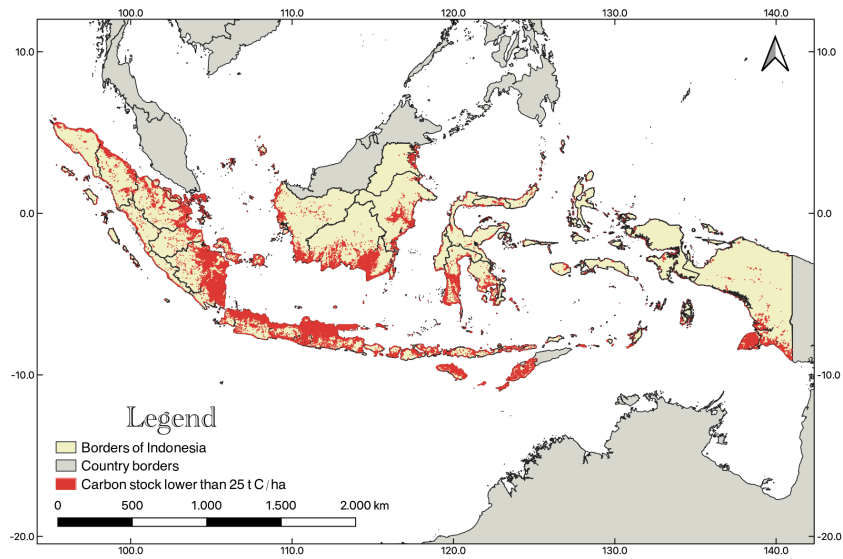 100.0 110.0 120.0 130.0 140.0
10.0 10.0
0.0 0.0
-10.0 -10.0
Legend
Borders of Indonesia
Country borders
Carbon stock lower than 25 t C/ha
0 500 1.000 1.500 2.000 km
-20.0 -20.0
100.0 110.0 120.0 130.0 140.0